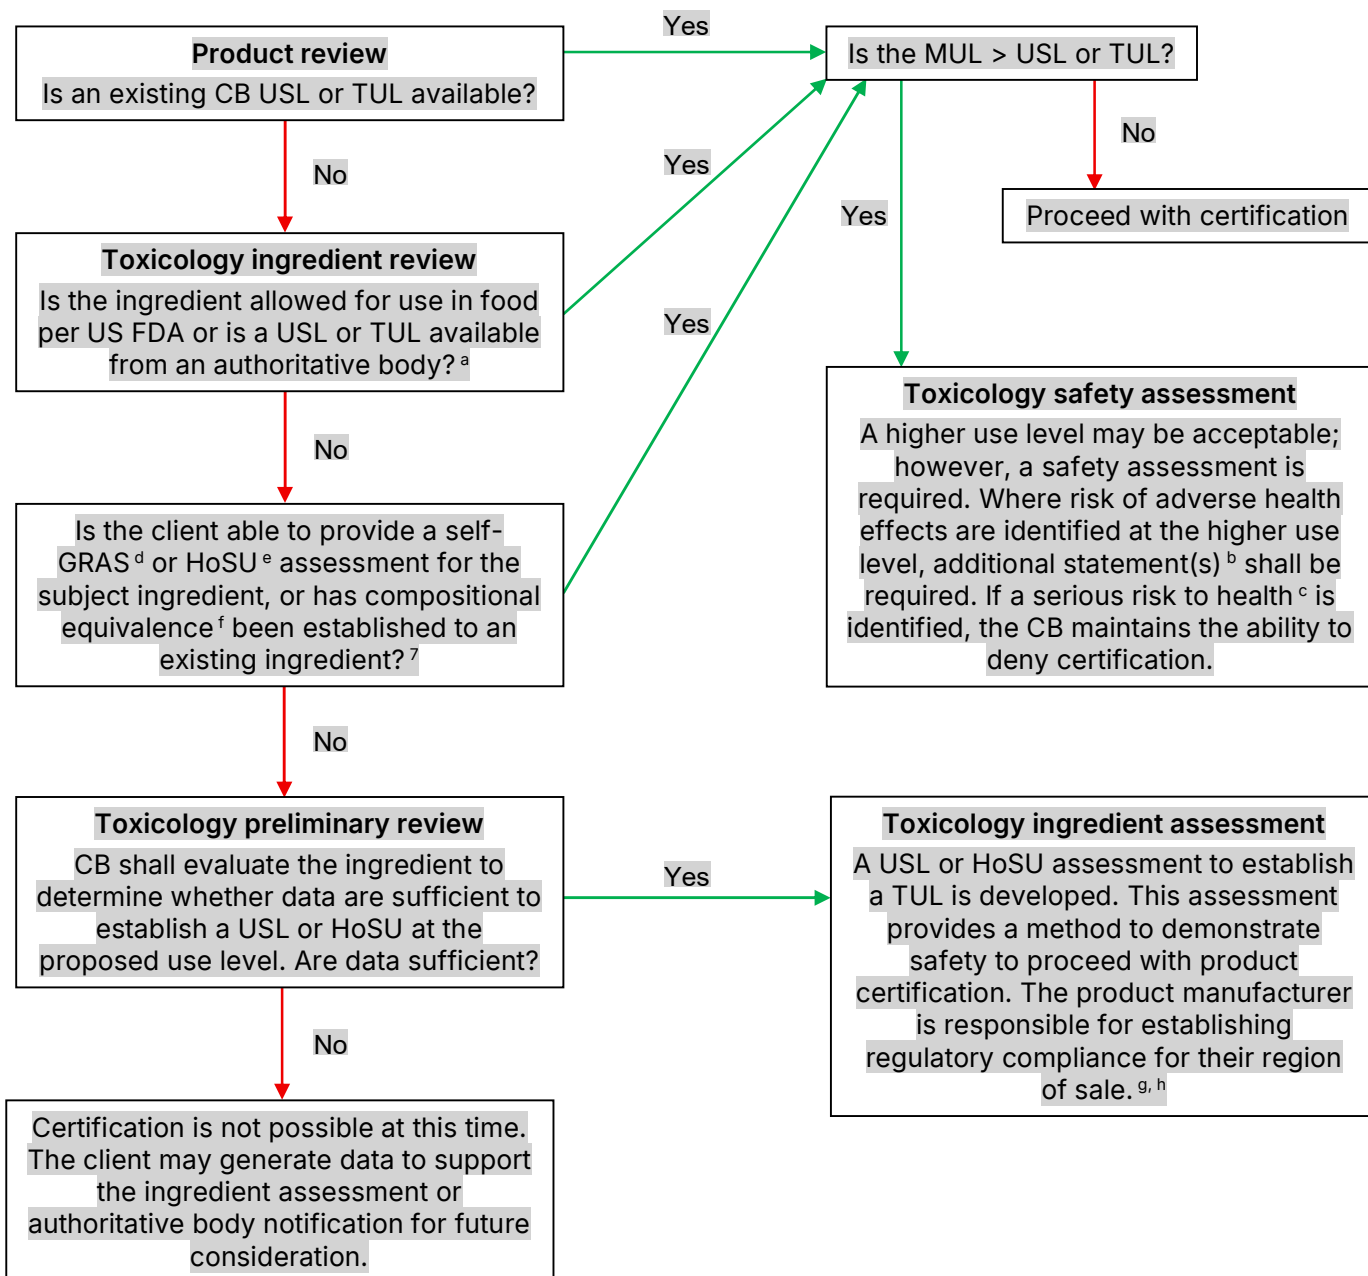 Product review
Is an existing CB USL or TUL available?
Yes
Is the MUL > USL or TUL?
No
No
Proceed with certification
Yes
Yes
Toxicology ingredient review
Is the ingredient allowed for use in food
per US FDA or is a USL or TUL available
from an authoritative body? a
Yes
No
Toxicology safety assessment
A higher use level may be acceptable;
however, a safety assessment is
required. Where risk of adverse health
effects are identified at the higher use
level, additional statement(s) b shall be
required. If a serious risk to health c is
identified, the CB maintains the ability to
deny certification.
Is the client able to provide a self-
GRAS d or HoSU e assessment for the
subject ingredient, or has compositional
equivalence f been established to an
existing ingredient? 7
No
Toxicology preliminary review
CB shall evaluate the ingredient to
determine whether data are sufficient to
establish a USL or HoSU at the
proposed use level. Are data sufficient?
Yes
Toxicology ingredient assessment
A USL or HoSU assessment to establish
a TUL is developed. This assessment
provides a method to demonstrate
safety to proceed with product
certification. The product manufacturer
is responsible for establishing
regulatory compliance for their region
of sale. g, h
No
Certification is not possible at this time.
The client may generate data to support
the ingredient assessment or
authoritative body notification for future
consideration.